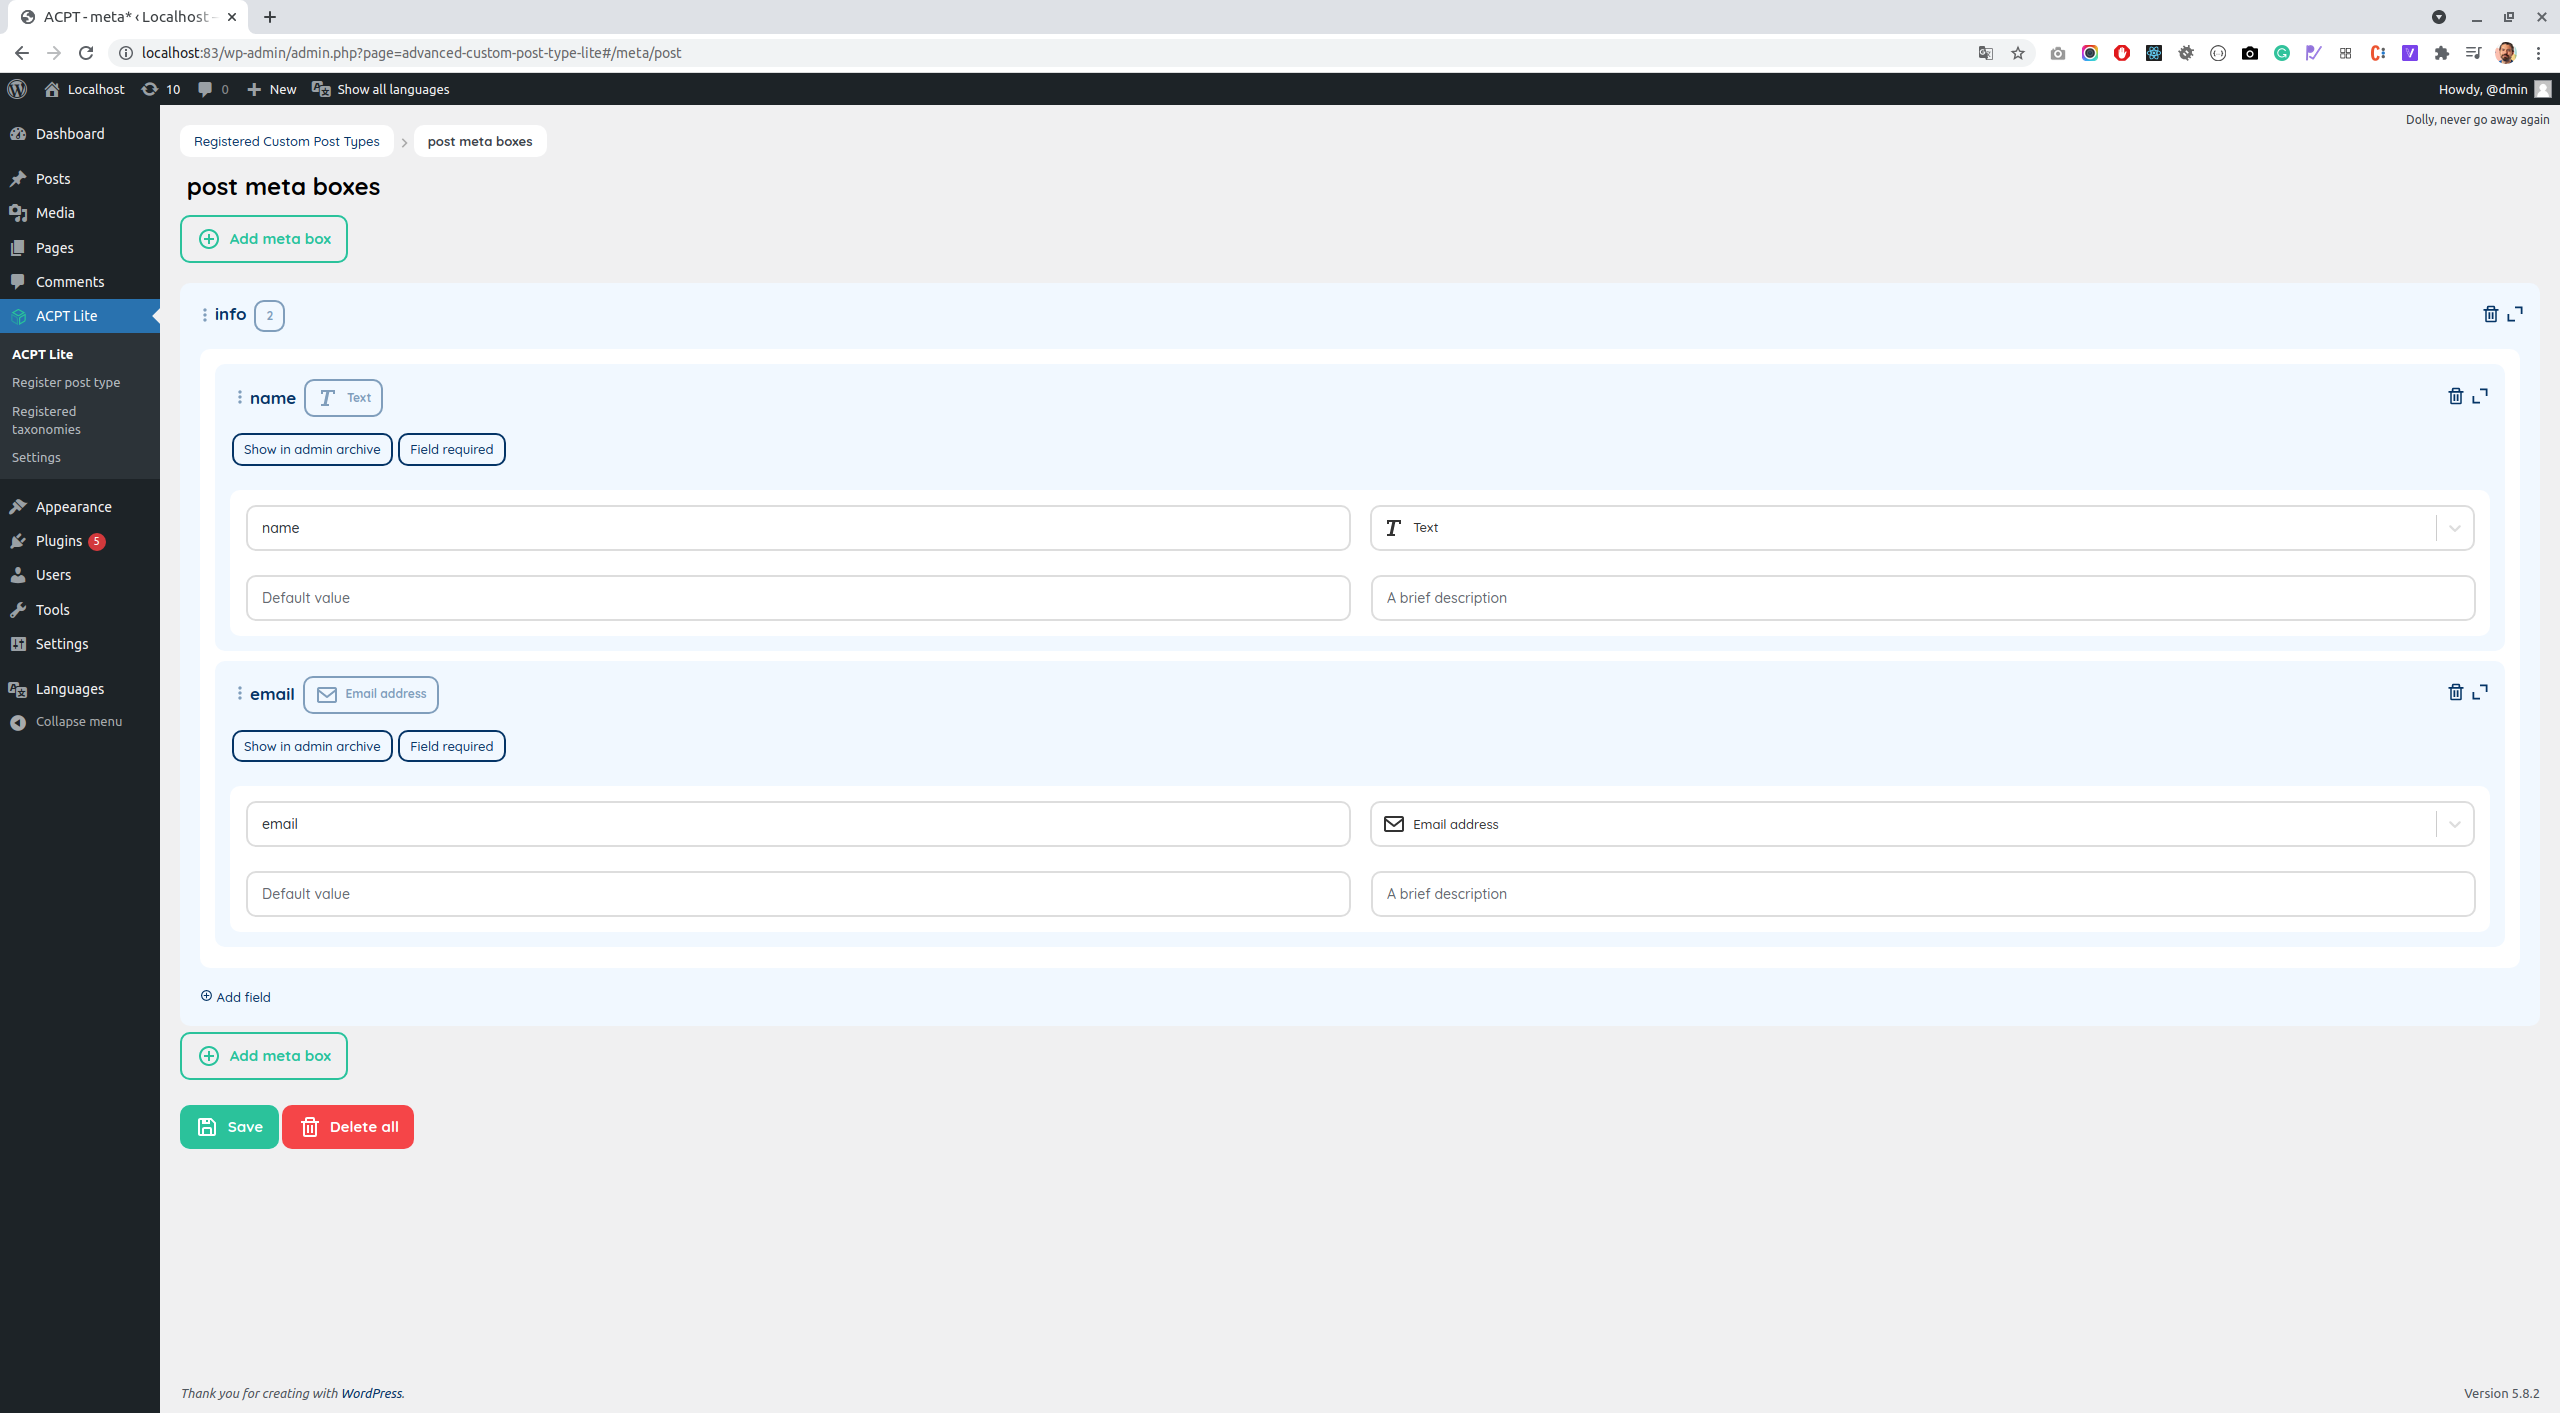 ACPT - meta* ‹ Localhost -
localhost:83/wp-admin/admin.php?page=advanced-custom-post-type-lite#/meta/post
Localhost
10
0
New
Show all languages
Howdy, @dmin
Dashboard
Posts
Media
Pages
Comments
ACPT Lite
ACPT Lite
Register post type
Registered
taxonomies
Settings
Appearance
Plugins 5
Users
Tools
Settings
Languages
Collapse menu
Dolly, never go away again
Registered Custom Post Types
post meta boxes
post meta boxes
Add meta box
info 2
name Text
Show in admin archive Field required
name Text
Default value A brief description
email Email address
Show in admin archive Field required
email Email address
Default value A brief description
Add field
Add meta box
Save Delete all
Thank you for creating with WordPress.
Version 5.8.2